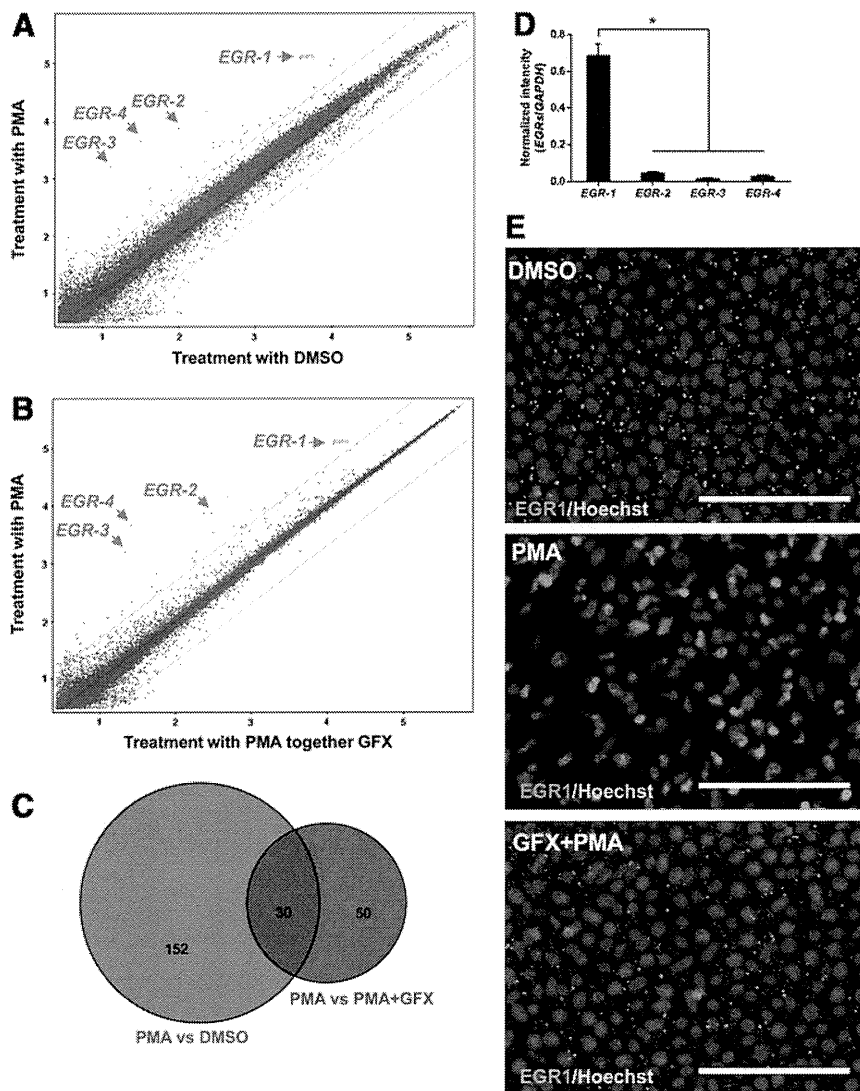 A
EGR-1
EGR-2
EGR-4
EGR-3
Treatment with PMA
5
4
3
2
1
1 2 3 4 5
Treatment with DMSO
B
EGR-1
EGR-2
EGR-4
EGR-3
Treatment with PMA
5
4
3
2
1
1 2 3 4 5
Treatment with PMA together GFX
C
152
30
50
PMA vs PMA+GFX
PMA vs DMSO
D
*
Normalized intensity
(EGRs/GAPDH)
0.8
0.6
0.4
0.2
0.0
EGR-1 EGR-2 EGR-3 EGR-4
E
DMSO
EGR1/Hoechst
PMA
EGR1/Hoechst
GFX+PMA
EGR1/Hoechst